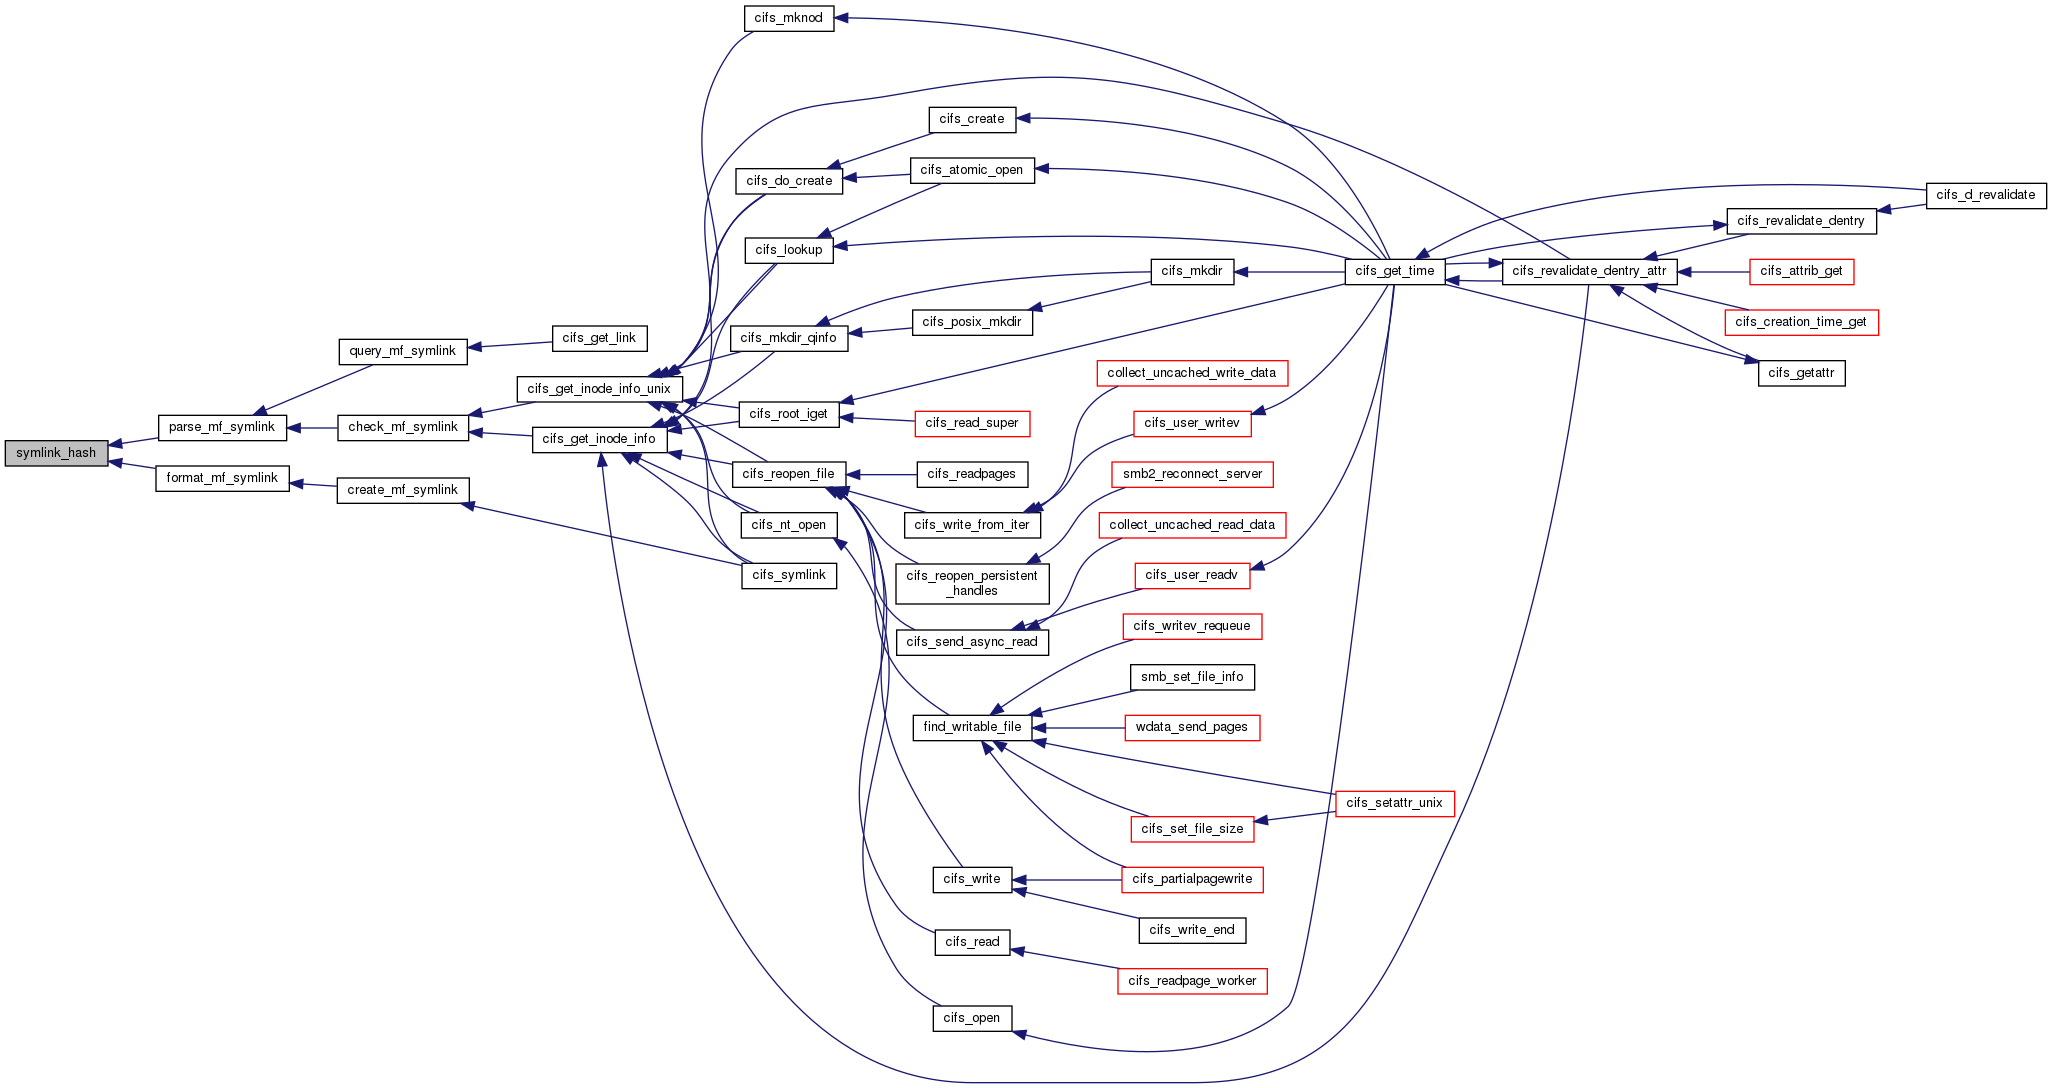 symlink_hash
parse_mf_symlink
format_mf_symlink
query_mf_symlink
check_mf_symlink
create_mf_symlink
cifs_get_link
cifs_get_inode_info_unix
cifs_get_inode_info
cifs_mknod
cifs_do_create
cifs_lookup
cifs_mkdir_qinfo
cifs_root_iget
cifs_reopen_file
cifs_nt_open
cifs_symlink
cifs_create
cifs_atomic_open
cifs_posix_mkdir
cifs_read_super
cifs_readpages
cifs_write_from_iter
cifs_reopen_persistent
_handles
cifs_send_async_read
find_writable_file
cifs_write
cifs_read
cifs_open
cifs_mkdir
collect_uncached_write_data
cifs_user_writev
smb2_reconnect_server
collect_uncached_read_data
cifs_user_readv
cifs_writev_requeue
smb_set_file_info
wdata_send_pages
cifs_set_file_size
cifs_partialpagewrite
cifs_write_end
cifs_readpage_worker
cifs_get_time
cifs_setattr_unix
cifs_revalidate_dentry_attr
cifs_revalidate_dentry
cifs_attrib_get
cifs_creation_time_get
cifs_getattr
cifs_d_revalidate